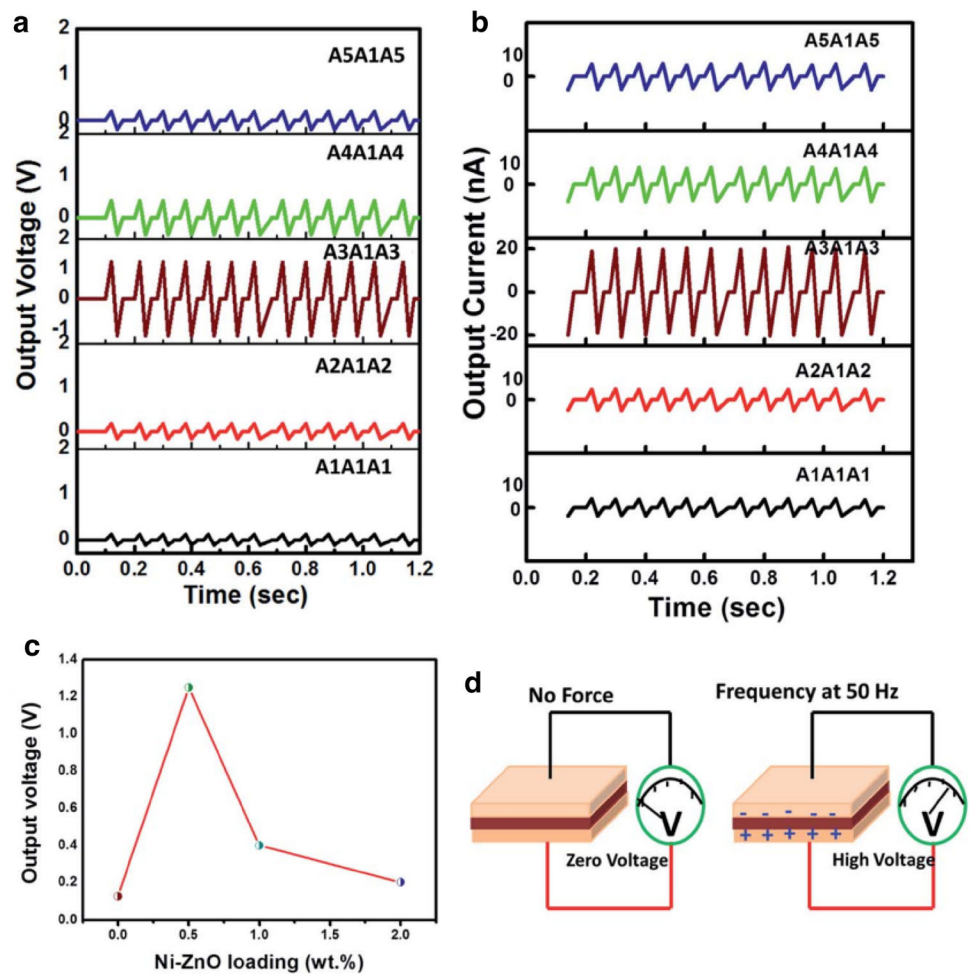 a
Output Voltage (V)
2
1
0
A5A1A5
2
1
0
A4A1A4
2
1
0
-1
A3A1A3
2
1
0
A2A1A2
2
1
0
A1A1A1
0.0 0.2 0.4 0.6 0.8 1.0 1.2
Time (sec)
b
Output Current (nA)
10
0
A5A1A5
10
0
A4A1A4
20
0
-20
A3A1A3
10
0
A2A1A2
10
0
A1A1A1
0.0 0.2 0.4 0.6 0.8 1.0 1.2
Time (sec)
c
Output voltage (V)
1.4
1.2
1.0
0.8
0.6
0.4
0.2
0.0
0.0 0.5 1.0 1.5 2.0
Ni-ZnO loading (wt.%)
d
No Force
V
Zero Voltage
Frequency at 50 Hz
- - - - -
+ + + + +
V
High Voltage